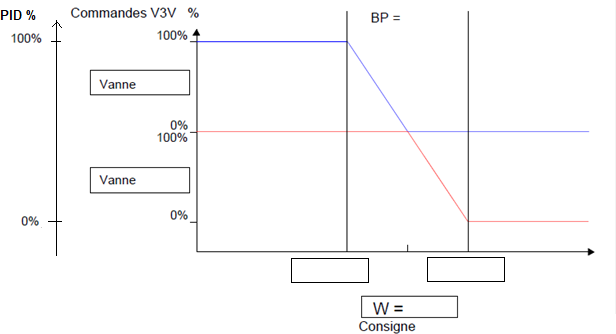 PID %
Commandes V3V %
BP =
100%
100%
Vanne
0%
100%
Vanne
0%
0%
W =
Consigne